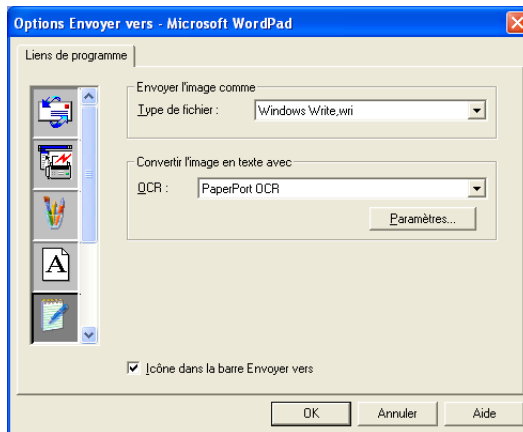 Options Envoyer vers - Microsoft WordPad
Liens de programme
Envoyer l'image comme
Type de fichier : Windows Write,wri
Convertir l'image en texte avec
OCR : PaperPort OCR
Paramètres...
A
Icône dans la barre Envoyer vers
OK Annuler Aide